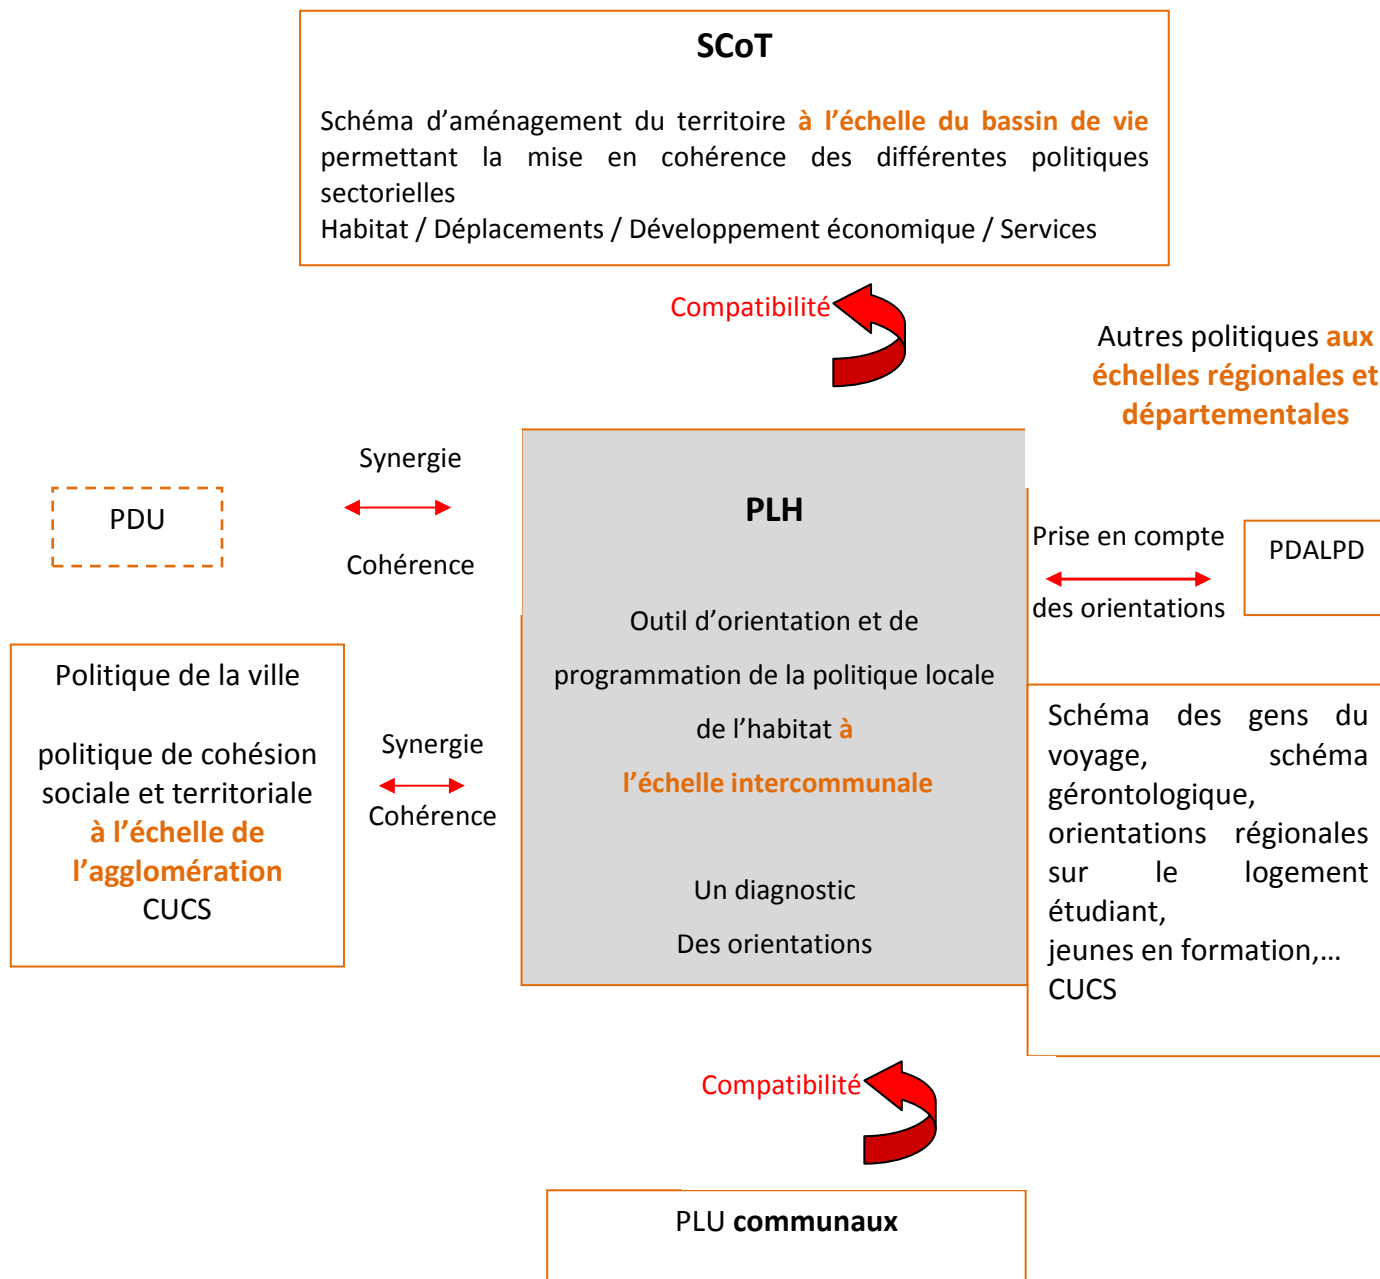 SCoT
Schéma d’aménagement du territoire à l’échelle du bassin de vie
permettant la mise en cohérence des différentes politiques
sectorielles
Habitat / Déplacements / Développement économique / Services
Compatibilité
Autres politiques aux
échelles régionales et
départementales
Synergie
Cohérence
PDU
PLH
Outil d’orientation et de
programmation de la politique locale
de l’habitat à
l’échelle intercommunale
Un diagnostic
Des orientations
Prise en compte
des orientations
PDALPD
Politique de la ville
politique de cohésion
sociale et territoriale
à l’échelle de
l’agglomération
CUCS
Synergie
Cohérence
Schéma des gens du
voyage, schéma
gérontologique,
orientations régionales
sur le logement
étudiant,
jeunes en formation,…
CUCS
Compatibilité
PLU communaux